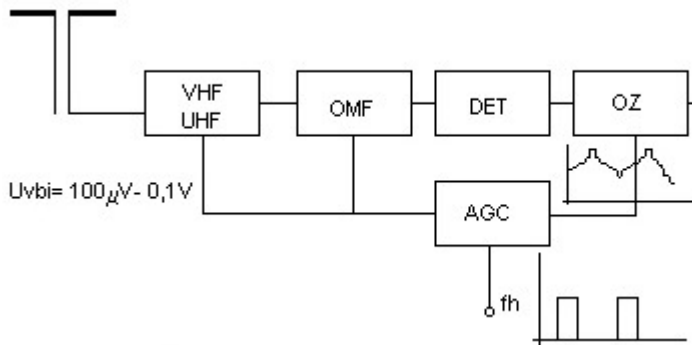 VHF
UHF
OMF
DET
OZ
Uvbi= 100μV- 0,1V
AGC
fh